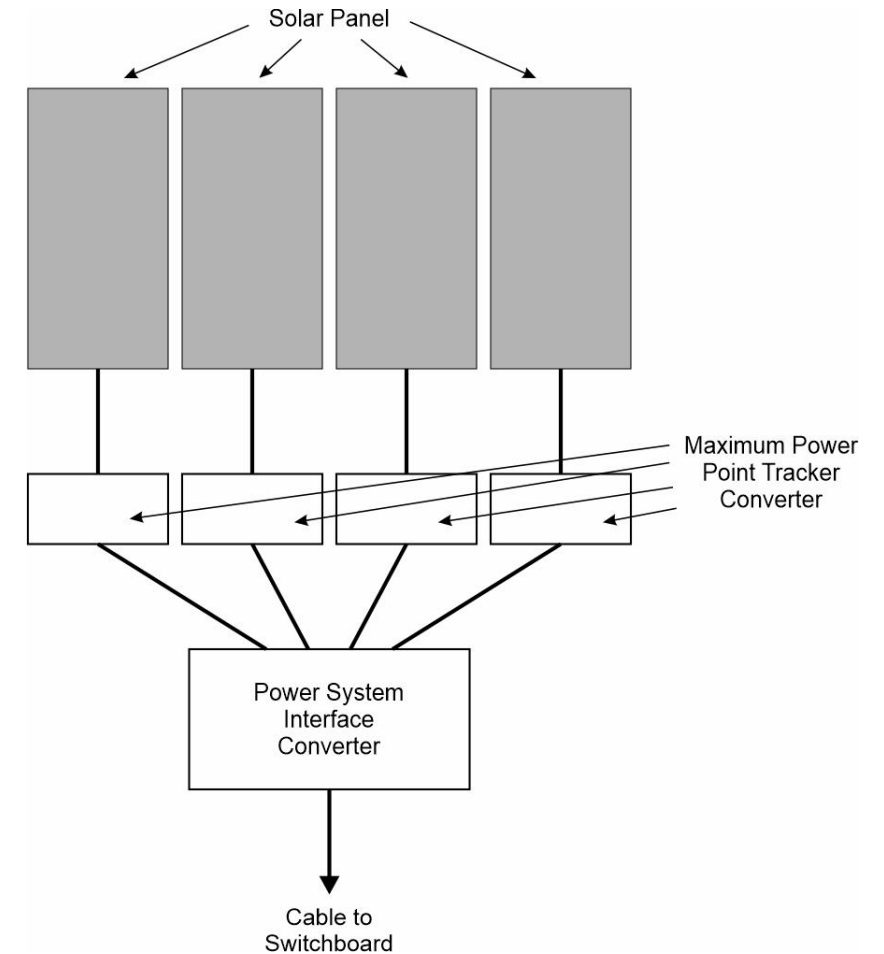 Solar Panel
Maximum Power
Point Tracker
Converter
Power System
Interface
Converter
Cable to
Switchboard